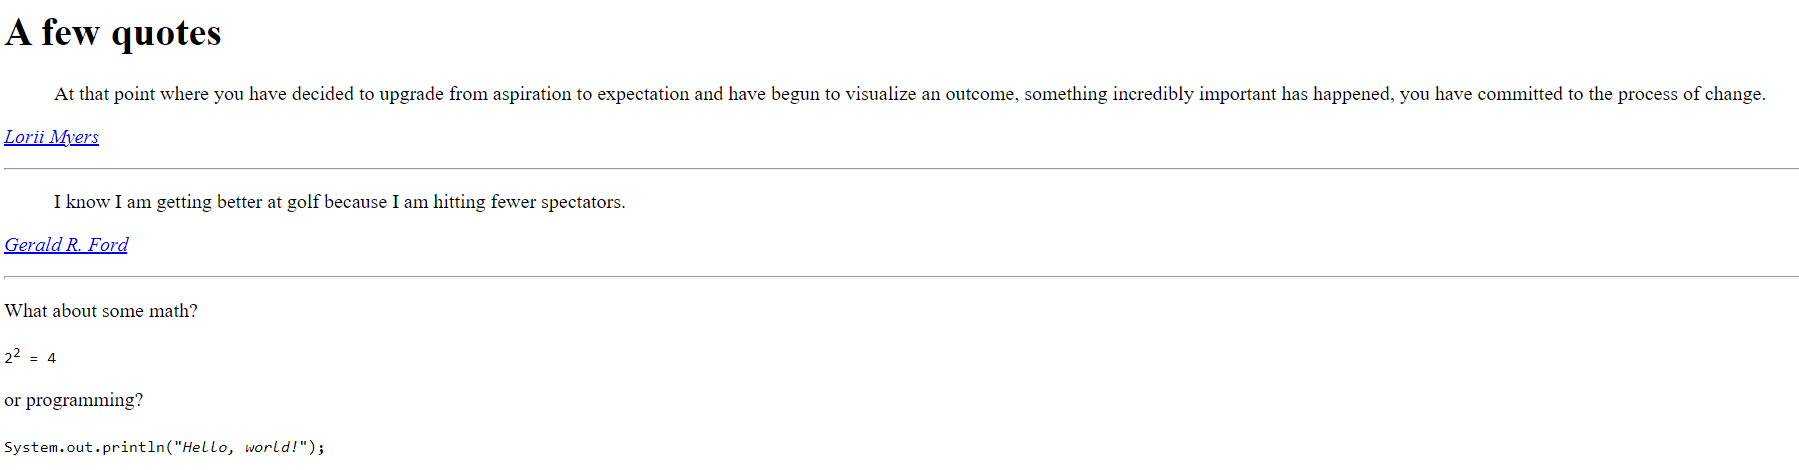 A few quotes
At that point where you have decided to upgrade from aspiration to expectation and have begun to visualize an outcome, something incredibly important has happened, you have committed to the process of change.
Lorii Myers
I know I am getting better at golf because I am hitting fewer spectators.
Gerald R. Ford
What about some math?
2² = 4
or programming?
System.out.println("Hello, world!");